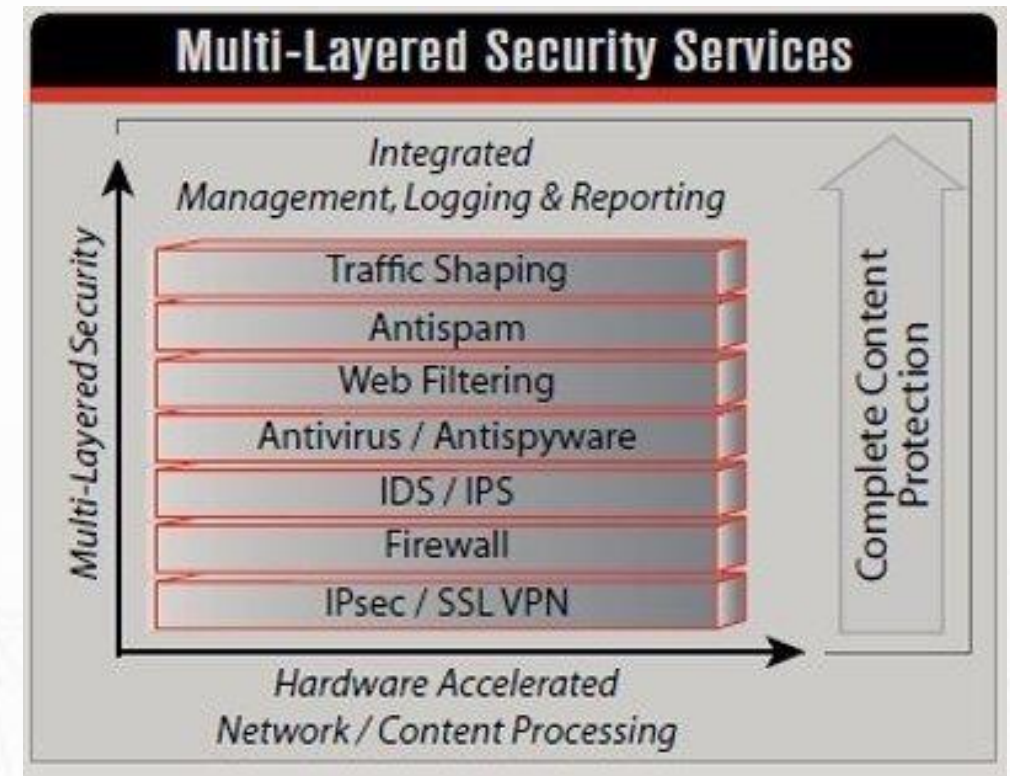 Multi-Layered Security Services
Integrated
Management, Logging & Reporting
Multi-Layered Security
Traffic Shaping
Antispam
Web Filtering
Antivirus / Antispyware
IDS / IPS
Firewall
IPsec / SSL VPN
Complete Content
Protection
Hardware Accelerated
Network / Content Processing